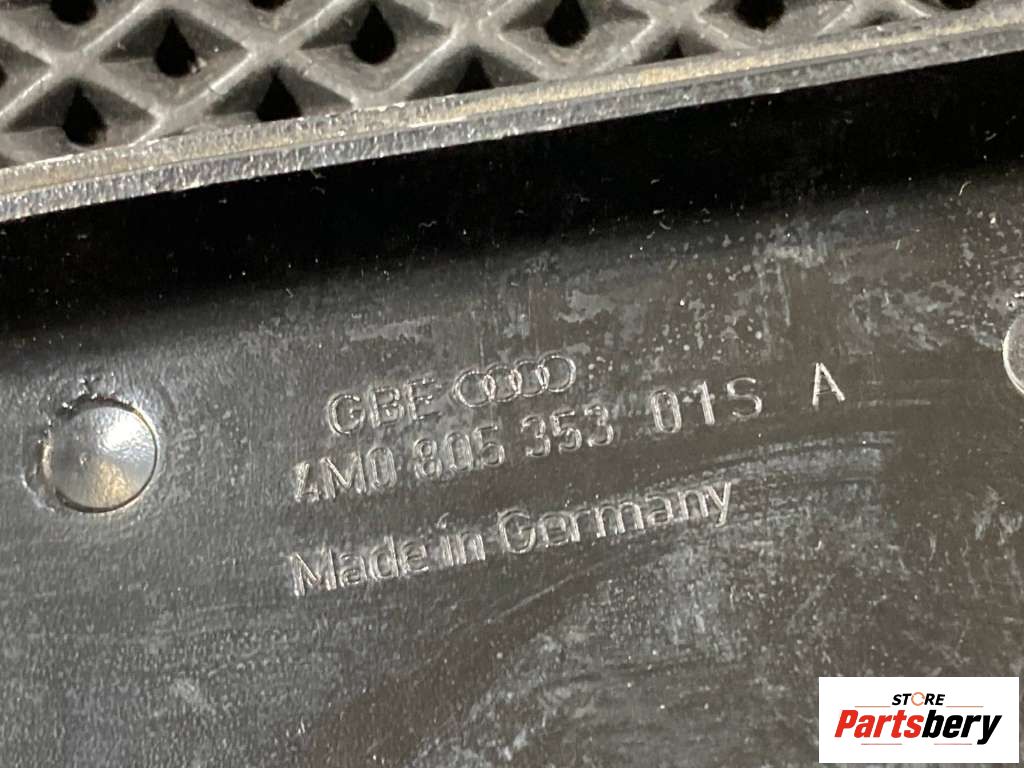 GBE
4M0 805 353 01S A
Made in Germany
STORE
Partsbery